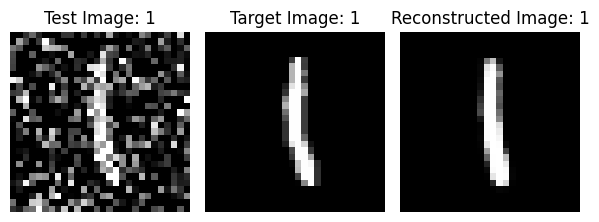 Test Image: 1
Target Image: 1
Reconstructed Image: 1